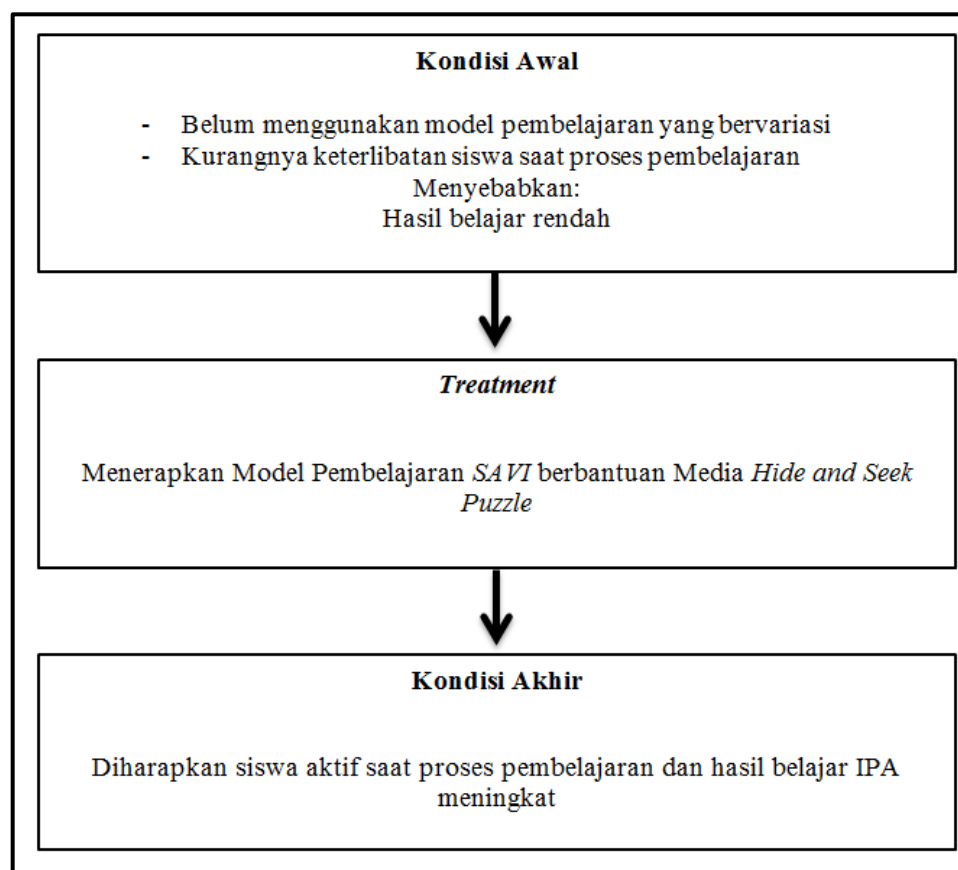 Kondisi Awal
- Belum menggunakan model pembelajaran yang bervariasi
- Kurangnya keterlibatan siswa saat proses pembelajaran
Menyebabkan:
Hasil belajar rendah
Treatment
Menerapkan Model Pembelajaran SAVI berbantuan Media Hide and Seek
Puzzle
Kondisi Akhir
Diharapkan siswa aktif saat proses pembelajaran dan hasil belajar IPA
meningkat